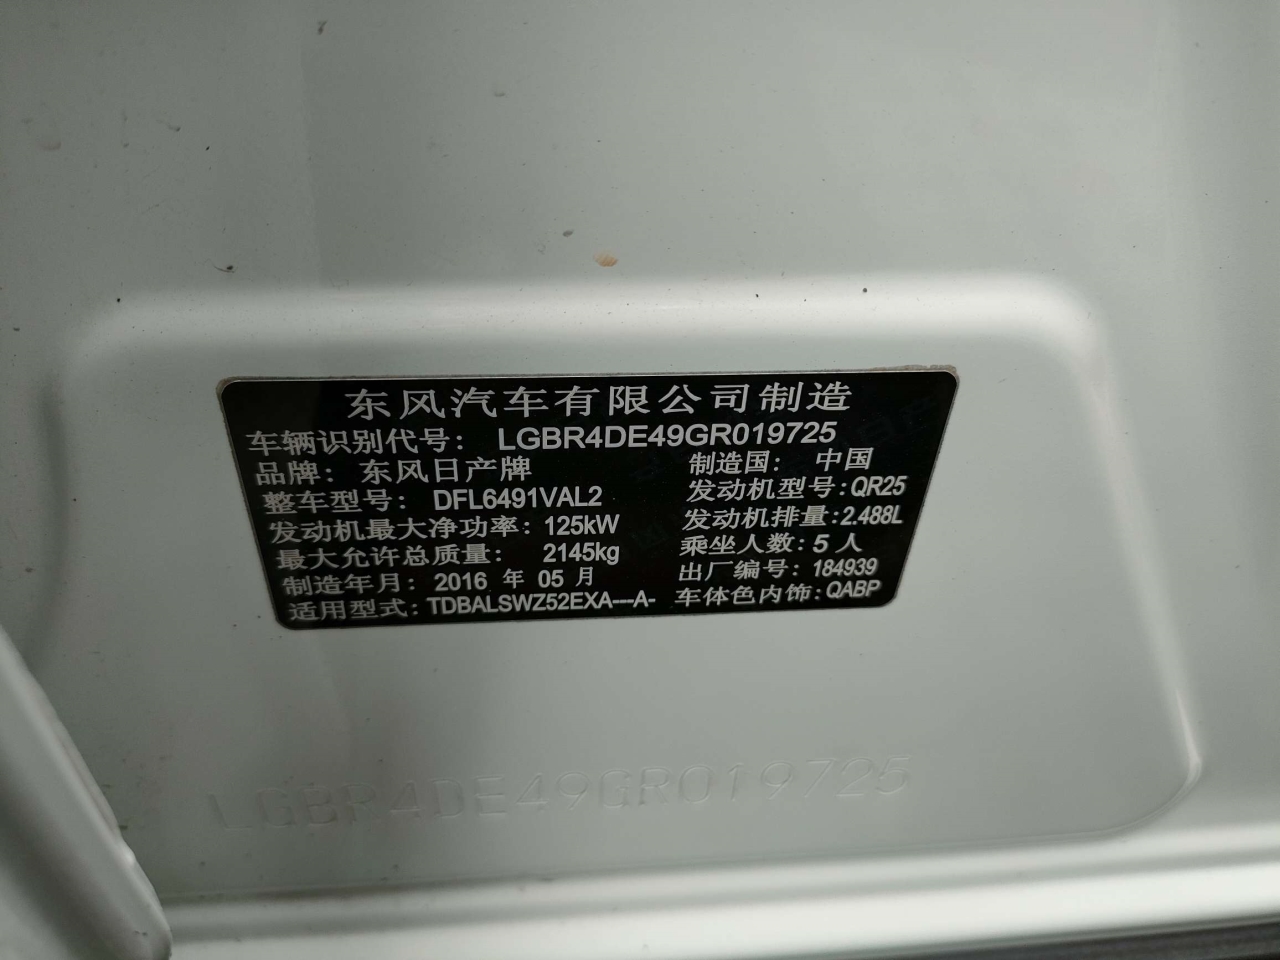 东风汽车有限公司制造
车辆识别代号: LGBR4DE49GR019725
品牌: 东风日产牌 制造国: 中国
整车型号: DFL6491VAL2 发动机型号:QR25
发动机最大净功率: 125kW 发动机排量:2.488L
最大允许总质量: 2145kg 乘坐人数:5人
制造年月: 2016 年 05 月 出厂编号: 184939
适用型式: TDBALSWZ52EXA---A- 车体色内饰:QABP
LGBR4DE49GR019725